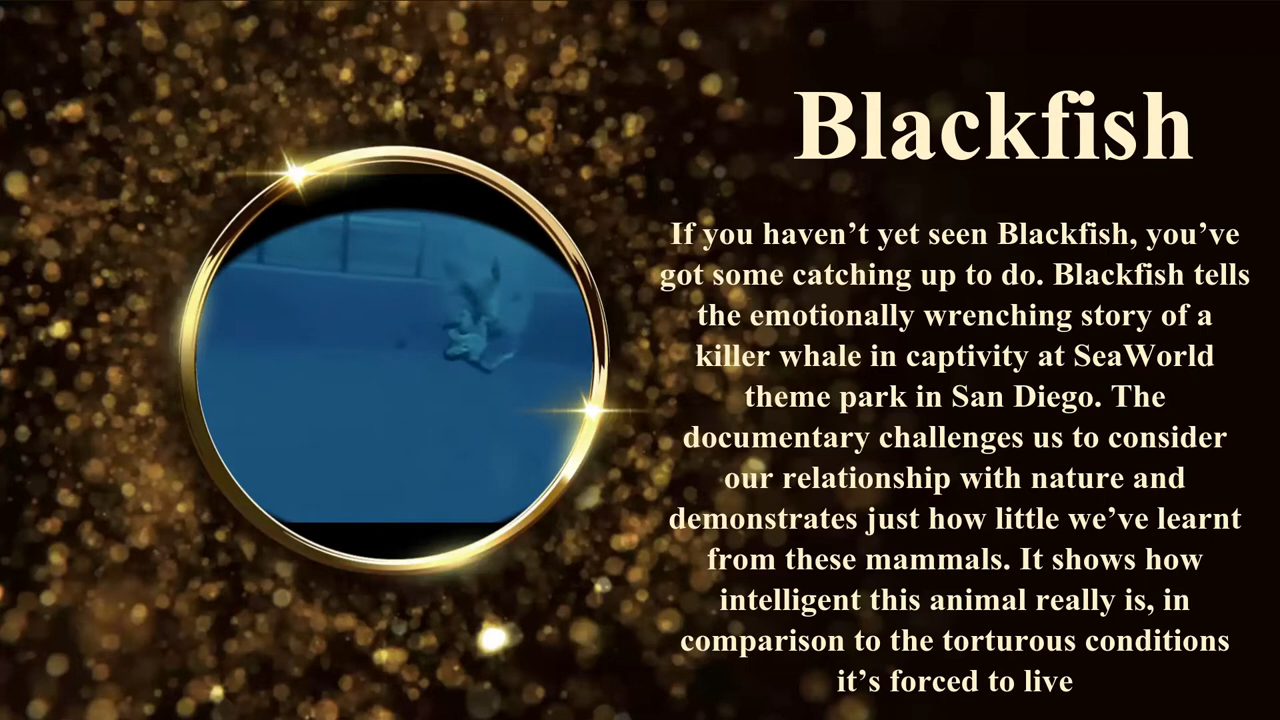 Blackfish
If you haven’t yet seen Blackfish, you’ve
got some catching up to do. Blackfish tells
the emotionally wrenching story of a
killer whale in captivity at SeaWorld
theme park in San Diego. The
documentary challenges us to consider
our relationship with nature and
demonstrates just how little we’ve learnt
from these mammals. It shows how
intelligent this animal really is, in
comparison to the torturous conditions
it’s forced to live